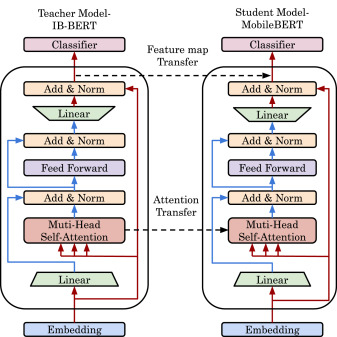 Teacher Model-
IB-BERT
Classifier
Add & Norm
Linear
Add & Norm
Feed Forward
Add & Norm
Muti-Head
Self-Attention
Linear
Embedding
Feature map
Transfer
Attention
Transfer
Student Model-
MobileBERT
Classifier
Add & Norm
Linear
Add & Norm
Feed Forward
Add & Norm
Muti-Head
Self-Attention
Linear
Embedding